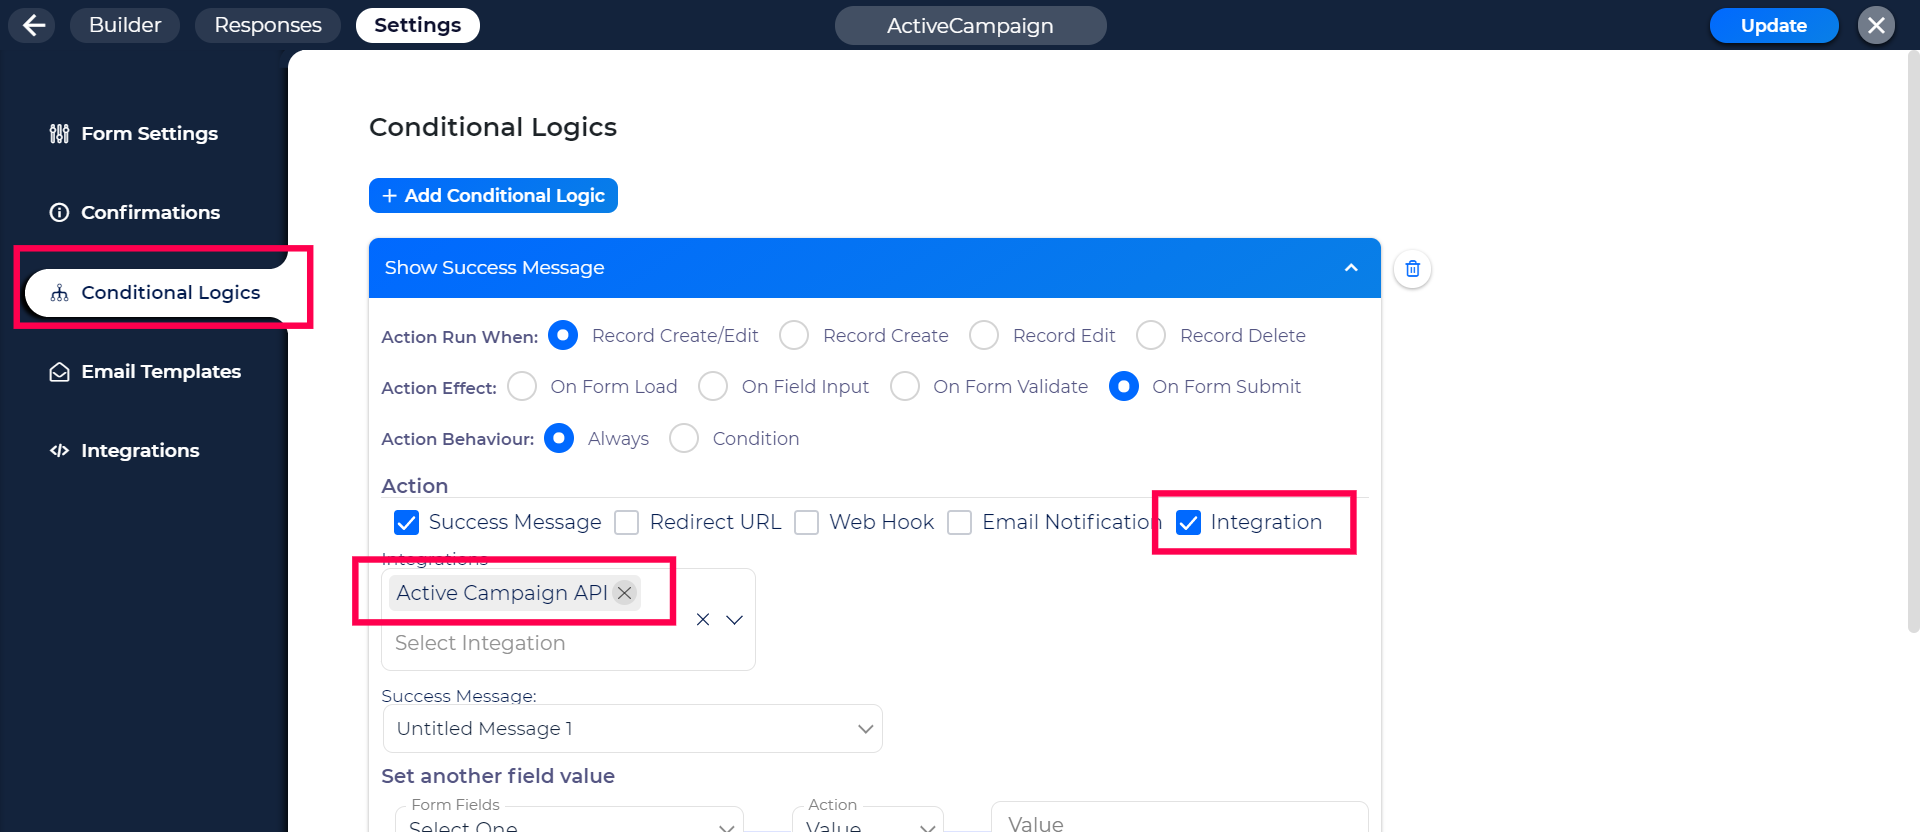 Builder Responses Settings ActiveCampaign Update
Form Settings
Confirmations
Conditional Logics
Email Templates
Integrations
Conditional Logics
+ Add Conditional Logic
Show Success Message
Action Run When: Record Create/Edit Record Create Record Edit Record Delete
Action Effect: On Form Load On Field Input On Form Validate On Form Submit
Action Behaviour: Always Condition
Action
Success Message Redirect URL Web Hook Email Notification Integration
Integrations
Active Campaign API
Select Integation
Success Message:
Untitled Message 1
Set another field value
Form Fields Action
Select One Value Value